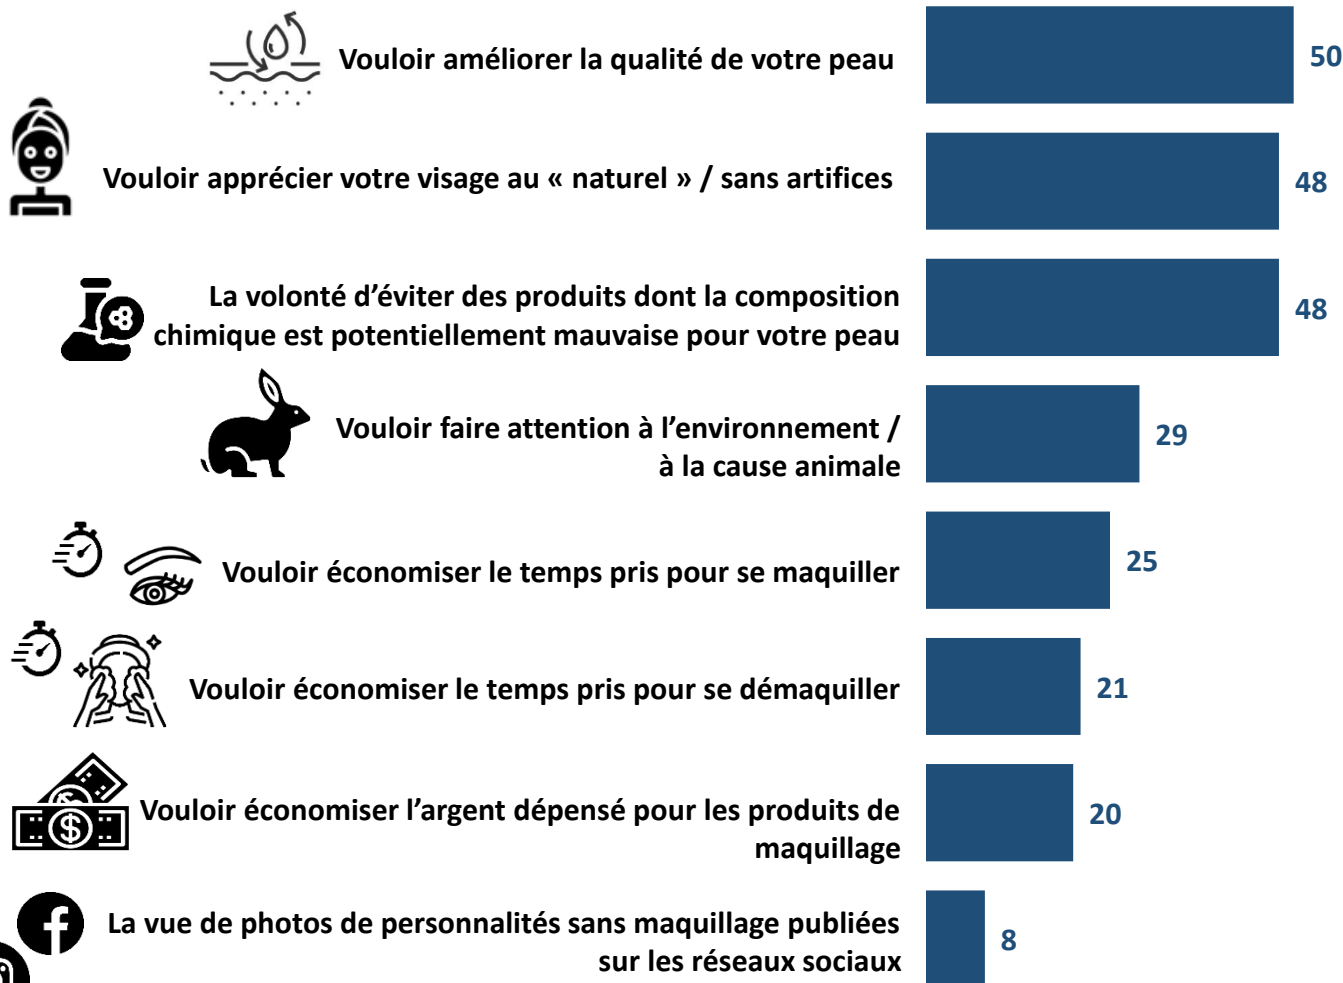 Vouloir améliorer la qualité de votre peau
50
Vouloir apprécier votre visage au « naturel » / sans artifices
48
La volonté d’éviter des produits dont la composition
chimique est potentiellement mauvaise pour votre peau
48
Vouloir faire attention à l’environnement /
à la cause animale
29
Vouloir économiser le temps pris pour se maquiller
25
Vouloir économiser le temps pris pour se démaquiller
21
Vouloir économiser l’argent dépensé pour les produits de
maquillage
20
La vue de photos de personnalités sans maquillage publiées
sur les réseaux sociaux
8